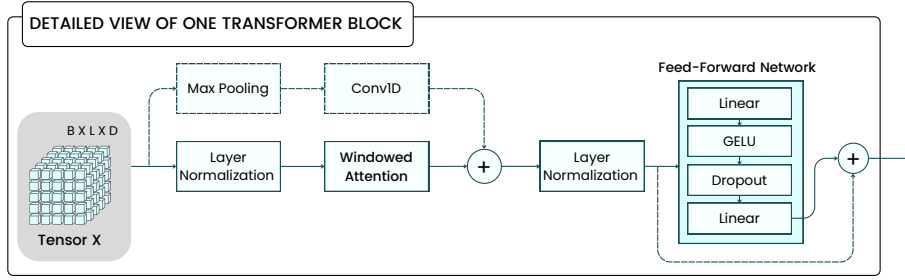 DETAILED VIEW OF ONE TRANSFORMER BLOCK
Max Pooling
Conv1D
Feed-Forward Network
Linear
GELU
Dropout
Linear
B X L X D
Tensor X
Layer
Normalization
Windowed
Attention
+
Layer
Normalization
+